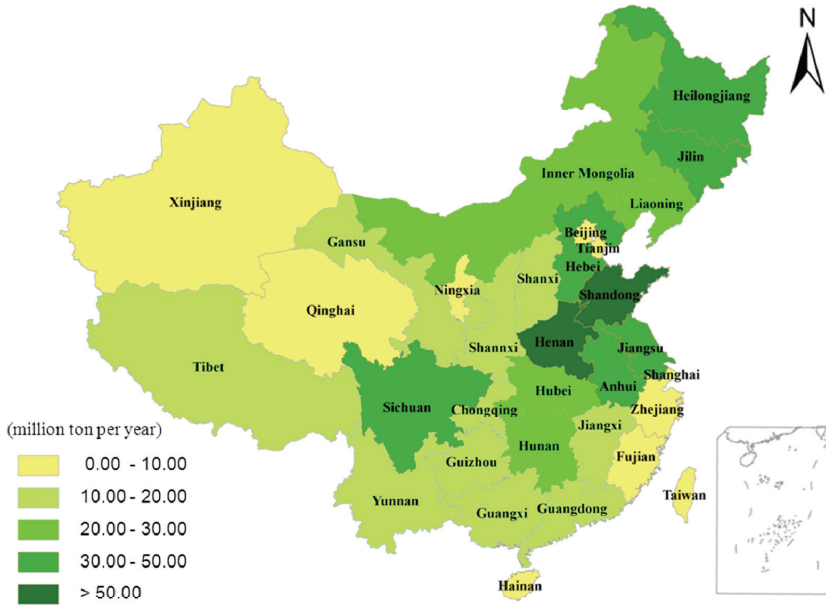 N
Heilongjiang
Jilin
Inner Mongolia
Liaoning
Xinjiang
Beijing
Tianjin
Gansu
Hebei
Shanxi
Ningxia
Shandong
Qinghai
Henan
Shannxi
Jiangsu
Tibet
Shanghai
Anhui
Hubei
Sichuan
Chongqing
Zhejiang
Jiangxi
Hunan
Fujian
Guizhou
Yunnan
Guangxi
Guangdong
Taiwan
Hainan
(million ton per year)
0.00 - 10.00
10.00 - 20.00
20.00 - 30.00
30.00 - 50.00
> 50.00